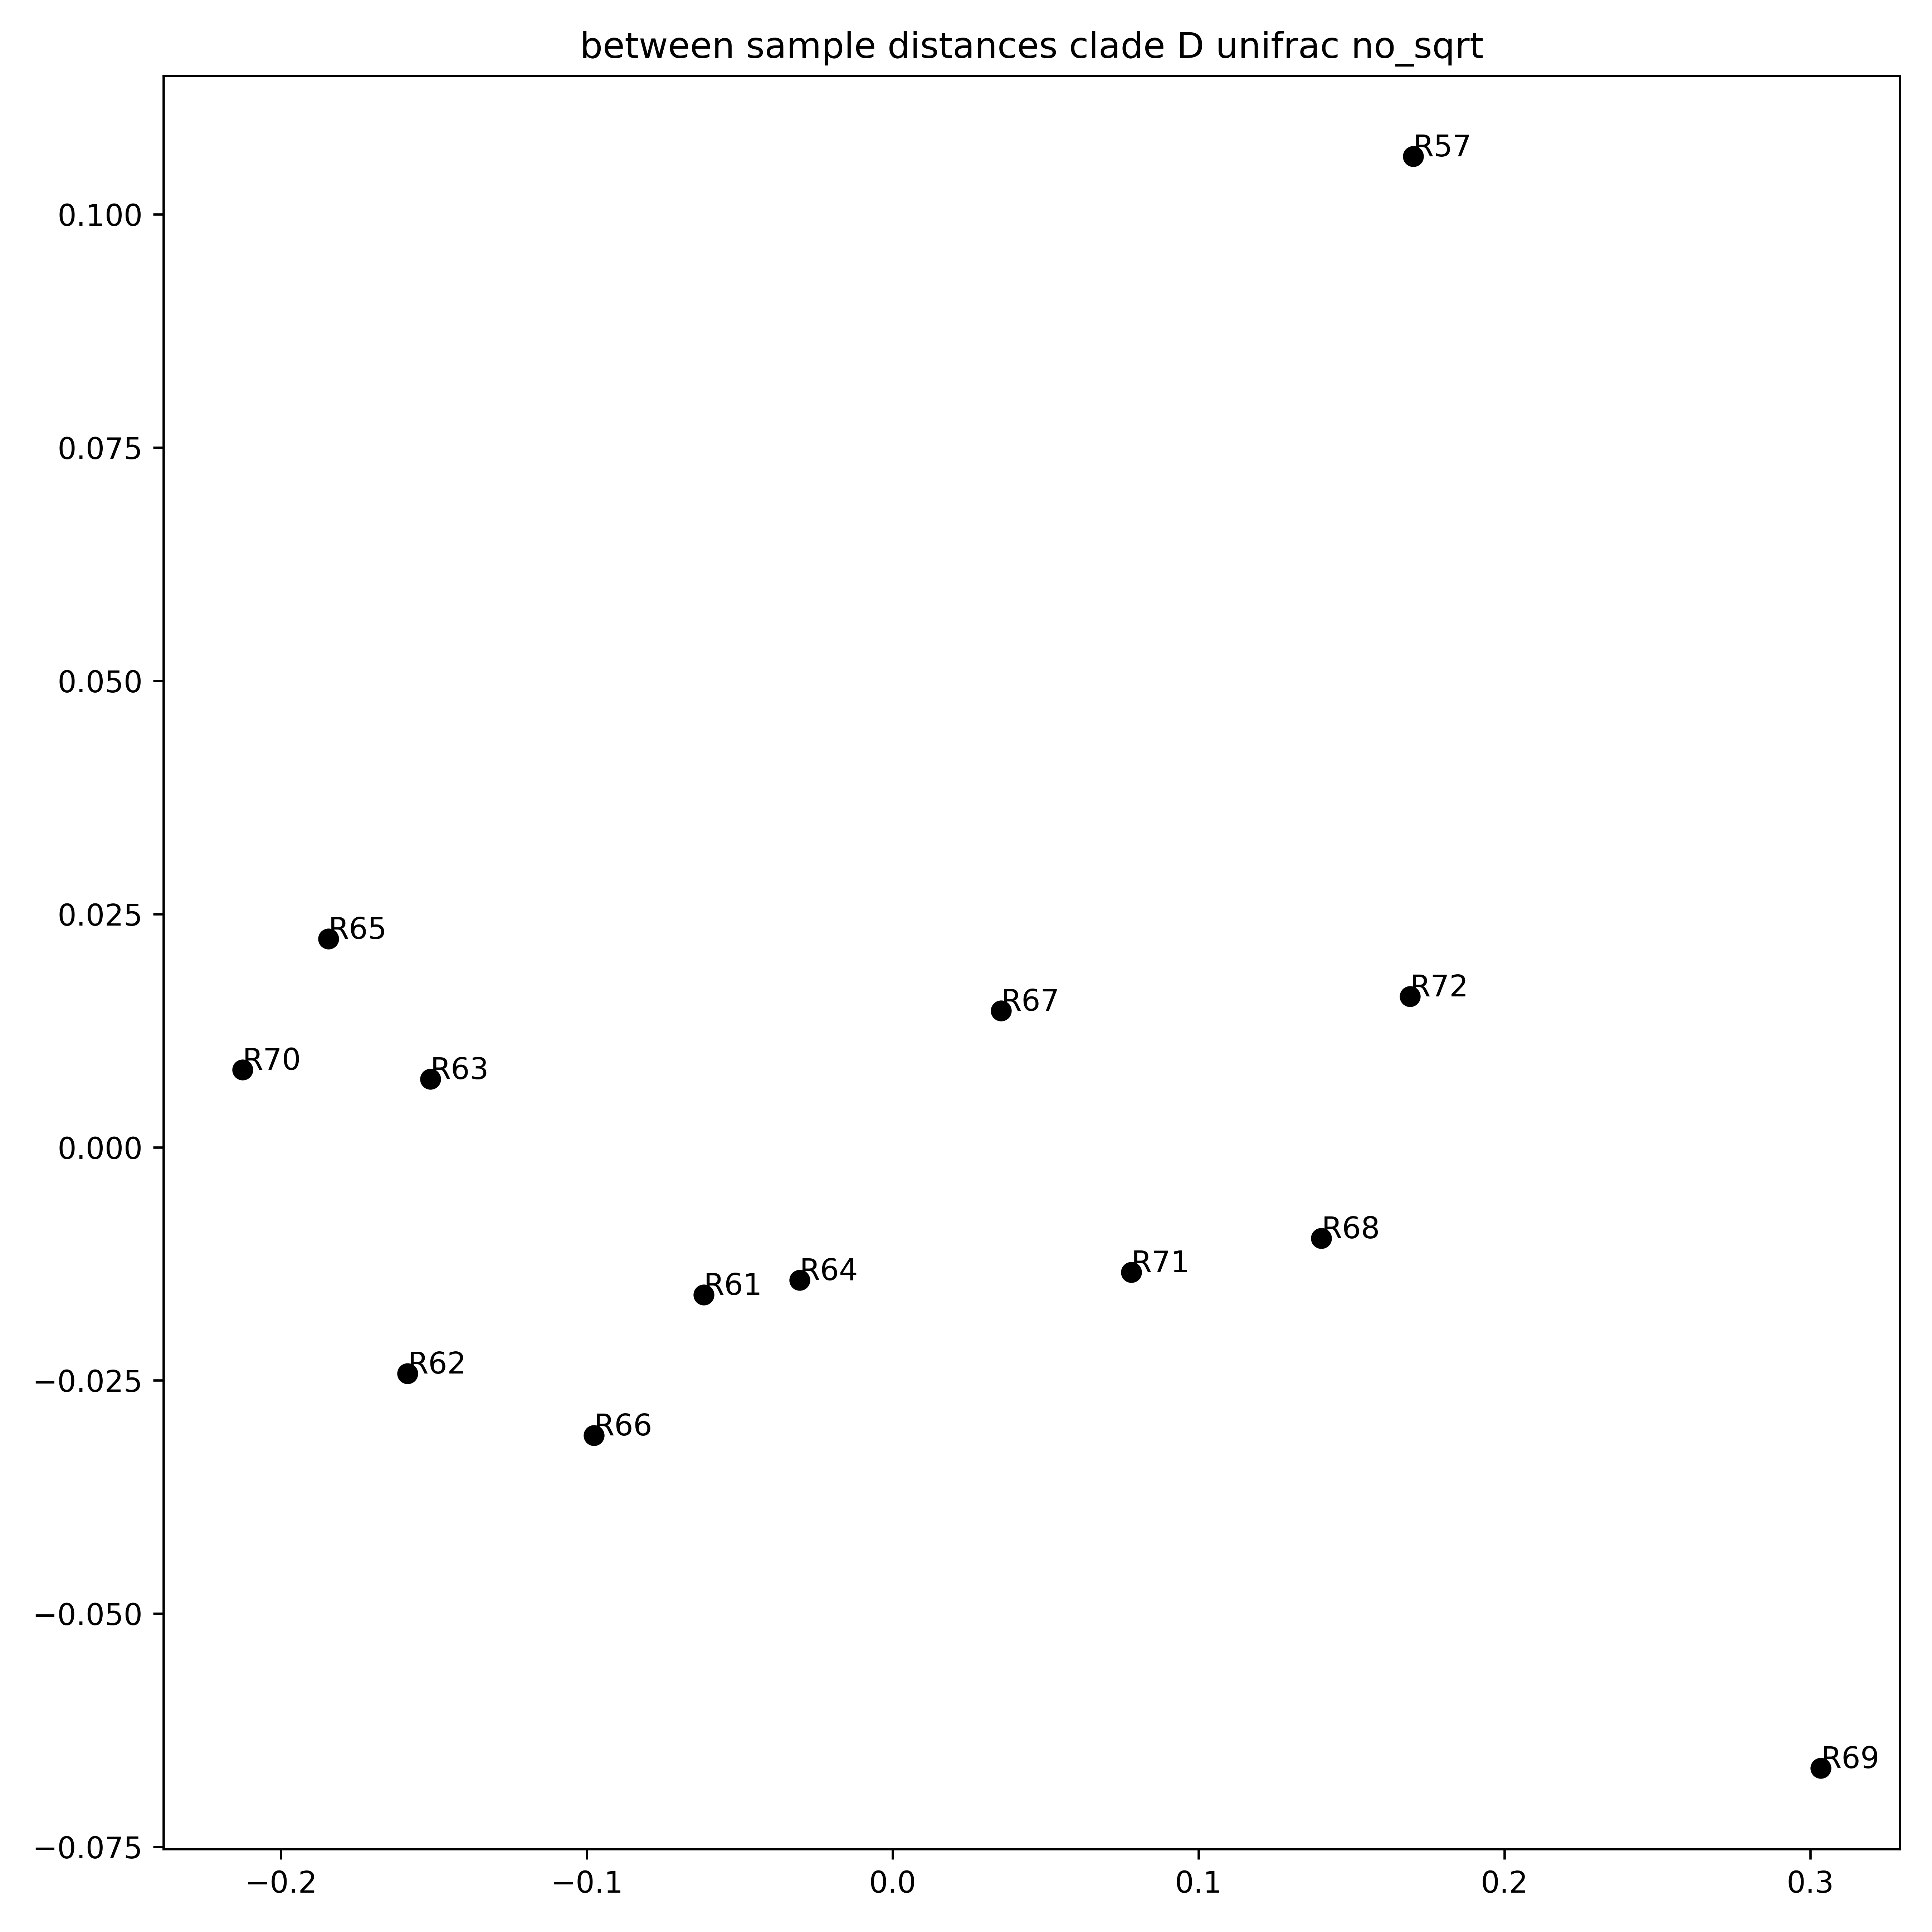 between sample distances clade D unifrac no_sqrt
R57
0.100
0.075
0.050
0.025
R65
R72
R67
R70
R63
0.000
R68
R71
R64
R61
R62
−0.025
R66
−0.050
R69
−0.075
−0.2 −0.1 0.0 0.1 0.2 0.3